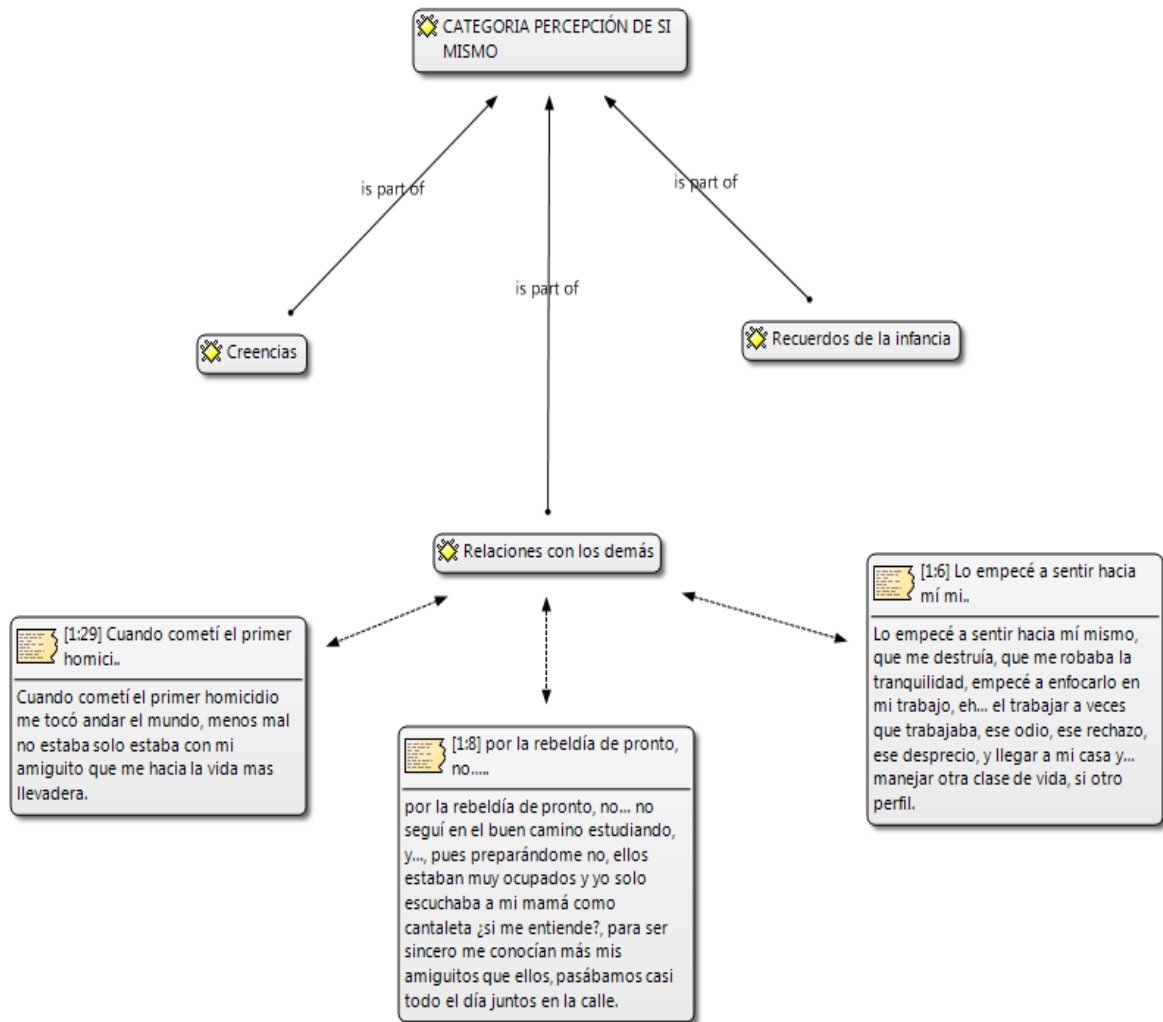 CATEGORIA PERCEPCIÓN DE SI
MISMO
is part of
is part of
is part of
Creencias
Recuerdos de la infancia
Relaciones con los demás
[1:29] Cuando cometí el primer
homici..
Cuando cometí el primer homicidio
me tocó andar el mundo, menos mal
no estaba solo estaba con mi
amiguito que me hacia la vida mas
llevadera.
[1:8] por la rebeldía de pronto,
no.....
por la rebeldía de pronto, no... no
seguí en el buen camino estudiando,
y..., pues preparándome no, ellos
estaban muy ocupados y yo solo
escuchaba a mi mamá como
cantaleta ¿si me entiende?, para ser
sincero me conocían más mis
amiguitos que ellos, pasábamos casi
todo el día juntos en la calle.
[1:6] Lo empecé a sentir hacia
mí mi..
Lo empecé a sentir hacia mí mismo,
que me destruía, que me robaba la
tranquilidad, empecé a enfocarlo en
mi trabajo, eh... el trabajar a veces
que trabajaba, ese odio, ese rechazo,
ese desprecio, y llegar a mi casa y...
manejar otra clase de vida, si otro
perfil.